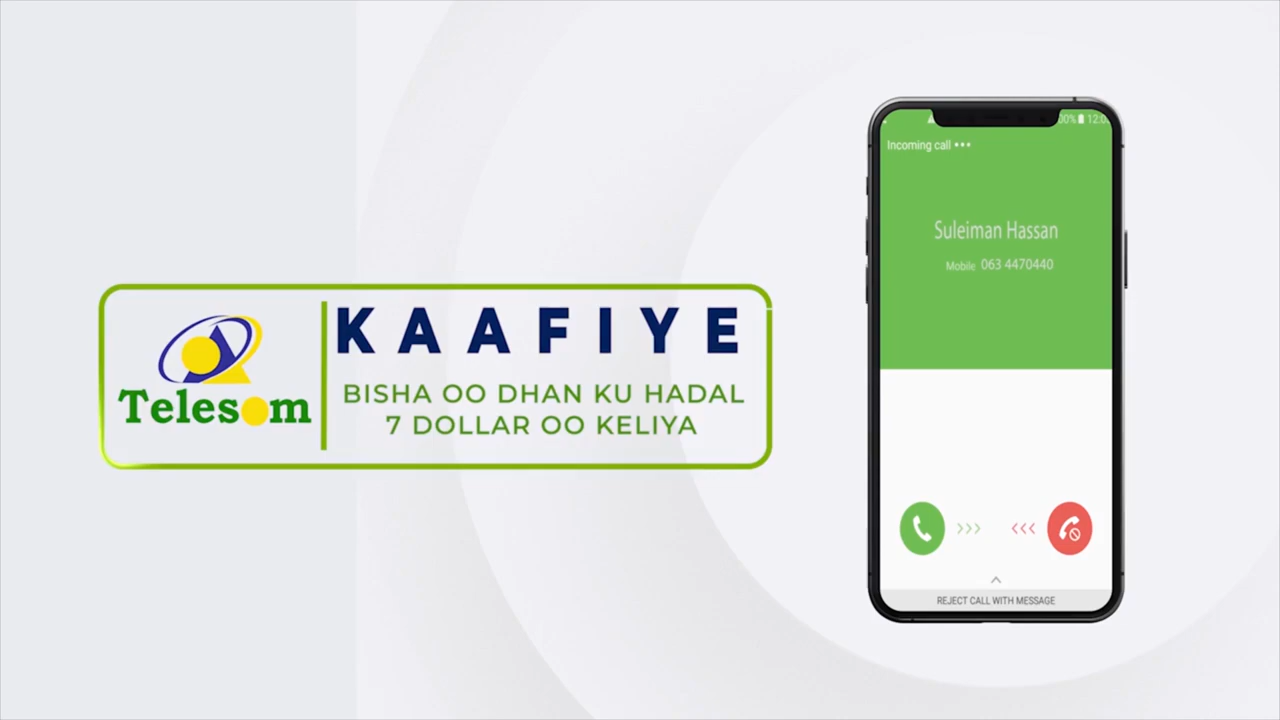 Telesom
KAAFIYE
BISHA OO DHAN KU HADAL
7 DOLLAR OO KELIYA
Incoming call •••
Suleiman Hassan
Mobile 063 4470440
REJECT CALL WITH MESSAGE